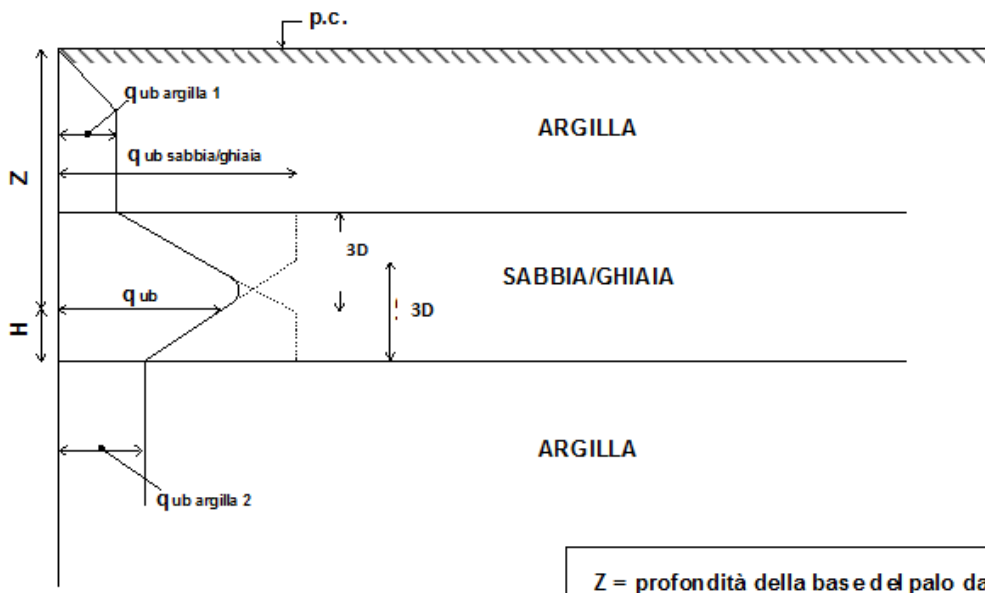 p.c.
q ub argilla 1
ARGILLA
q ub sabbia/ghiaia
Z
3D
SABBIA/GHIAIA
q ub
3D
H
ARGILLA
q ub argilla 2
Z = profondità della base del palo da